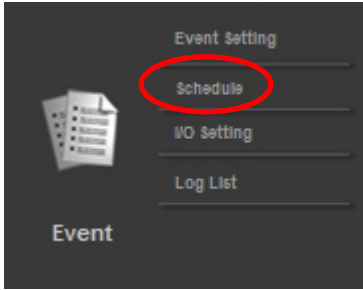 Event Setting
Schedule
I/O Setting
Log List
Event